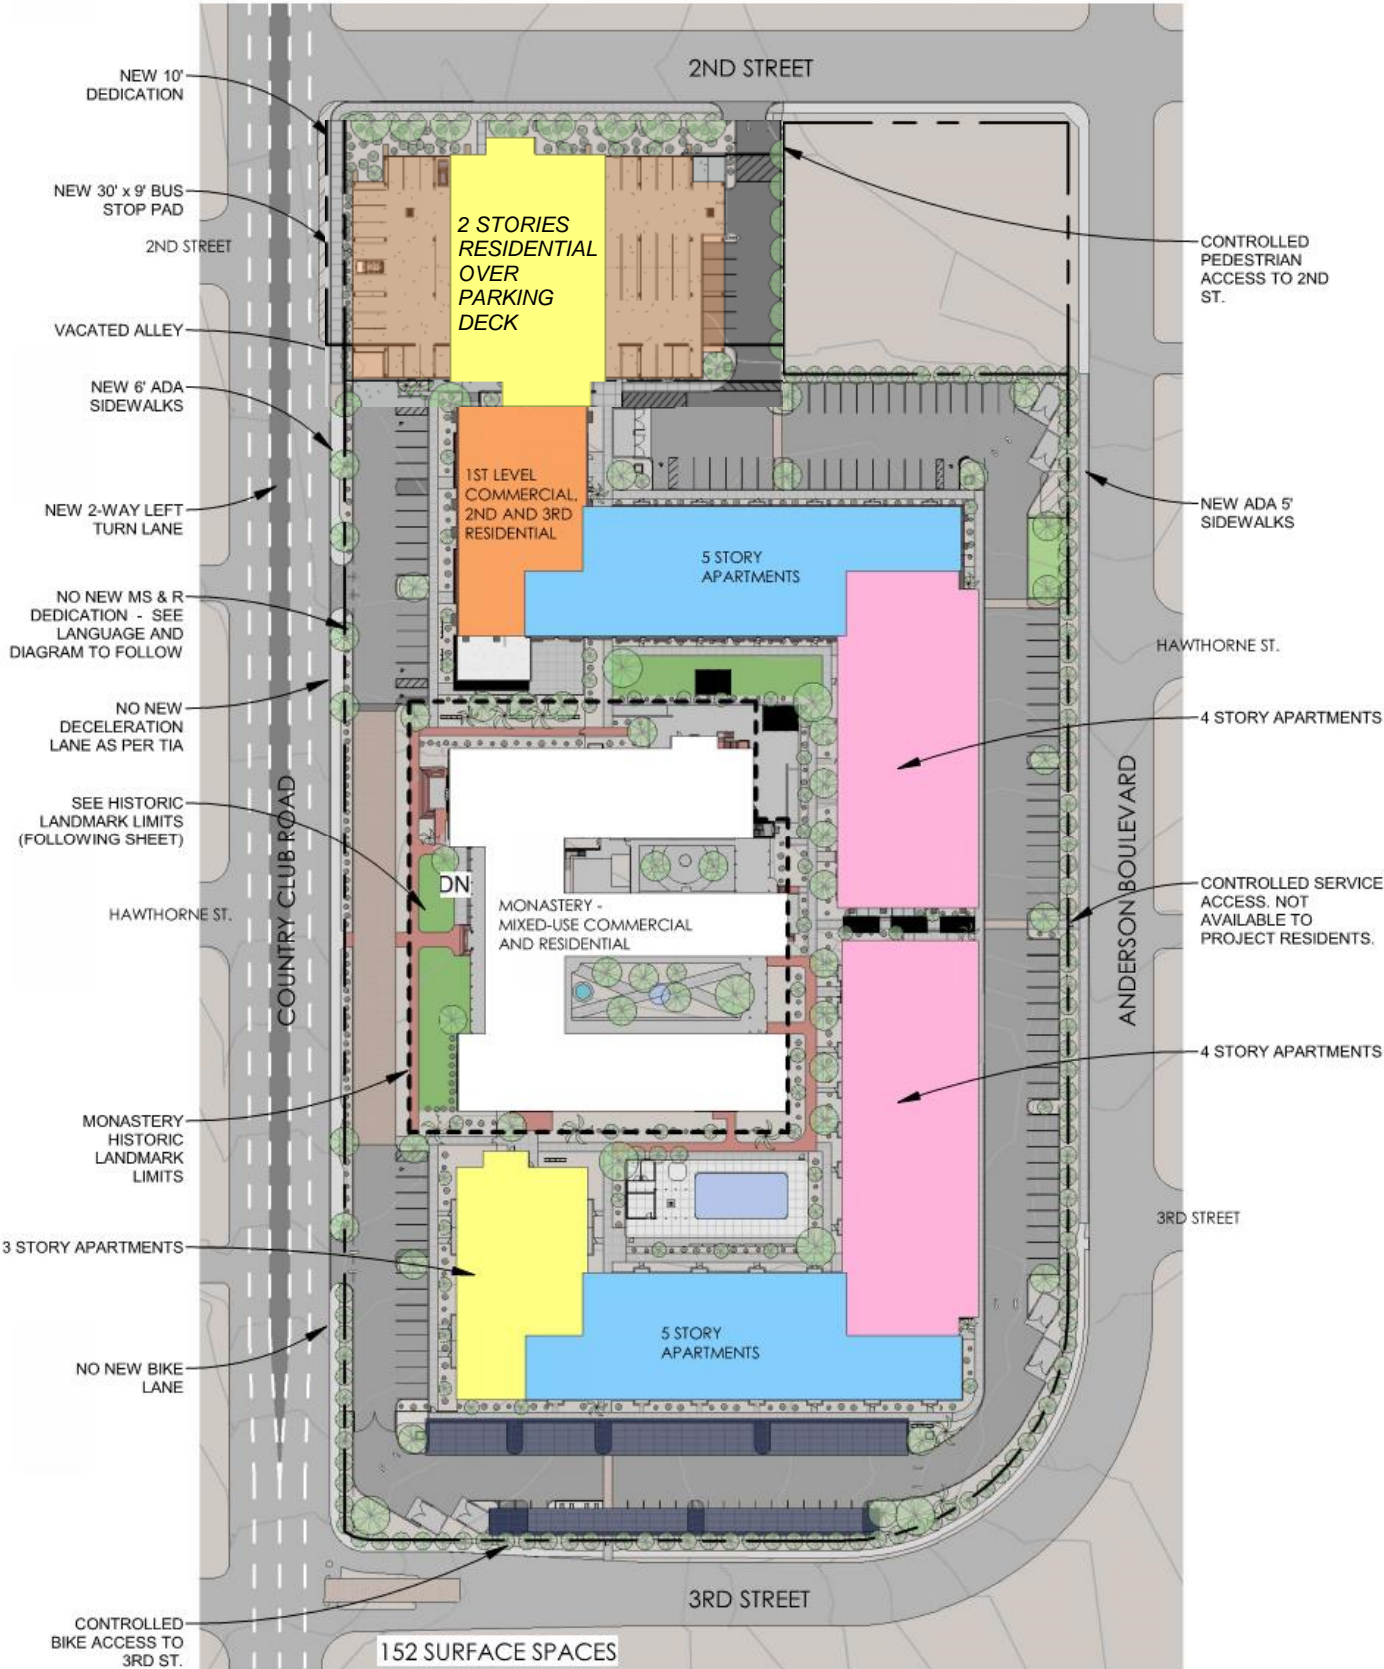 2ND STREET
NEW 10'
DEDICATION
NEW 30' x 9' BUS
STOP PAD
2ND STREET
VACATED ALLEY
NEW 6' ADA
SIDEWALKS
NEW 2-WAY LEFT
TURN LANE
NO NEW MS & R
DEDICATION - SEE
LANGUAGE AND
DIAGRAM TO FOLLOW
NO NEW
DECELERATION
LANE AS PER TIA
SEE HISTORIC
LANDMARK LIMITS
(FOLLOWING SHEET)
HAWTHORNE ST.
MONASTERY
HISTORIC
LANDMARK
LIMITS
3 STORY APARTMENTS
NO NEW BIKE
LANE
CONTROLLED
BIKE ACCESS TO
3RD ST.
COUNTRY CLUB ROAD
2 STORIES
RESIDENTIAL
OVER
PARKING
DECK
1ST LEVEL
COMMERCIAL,
2ND AND 3RD
RESIDENTIAL
5 STORY
APARTMENTS
DN
MONASTERY -
MIXED-USE COMMERCIAL
AND RESIDENTIAL
5 STORY
APARTMENTS
CONTROLLED
PEDESTRIAN
ACCESS TO 2ND
ST.
NEW ADA 5'
SIDEWALKS
HAWTHORNE ST.
4 STORY APARTMENTS
ANDERSON BOULEVARD
CONTROLLED SERVICE
ACCESS. NOT
AVAILABLE TO
PROJECT RESIDENTS.
4 STORY APARTMENTS
3RD STREET
3RD STREET
152 SURFACE SPACES